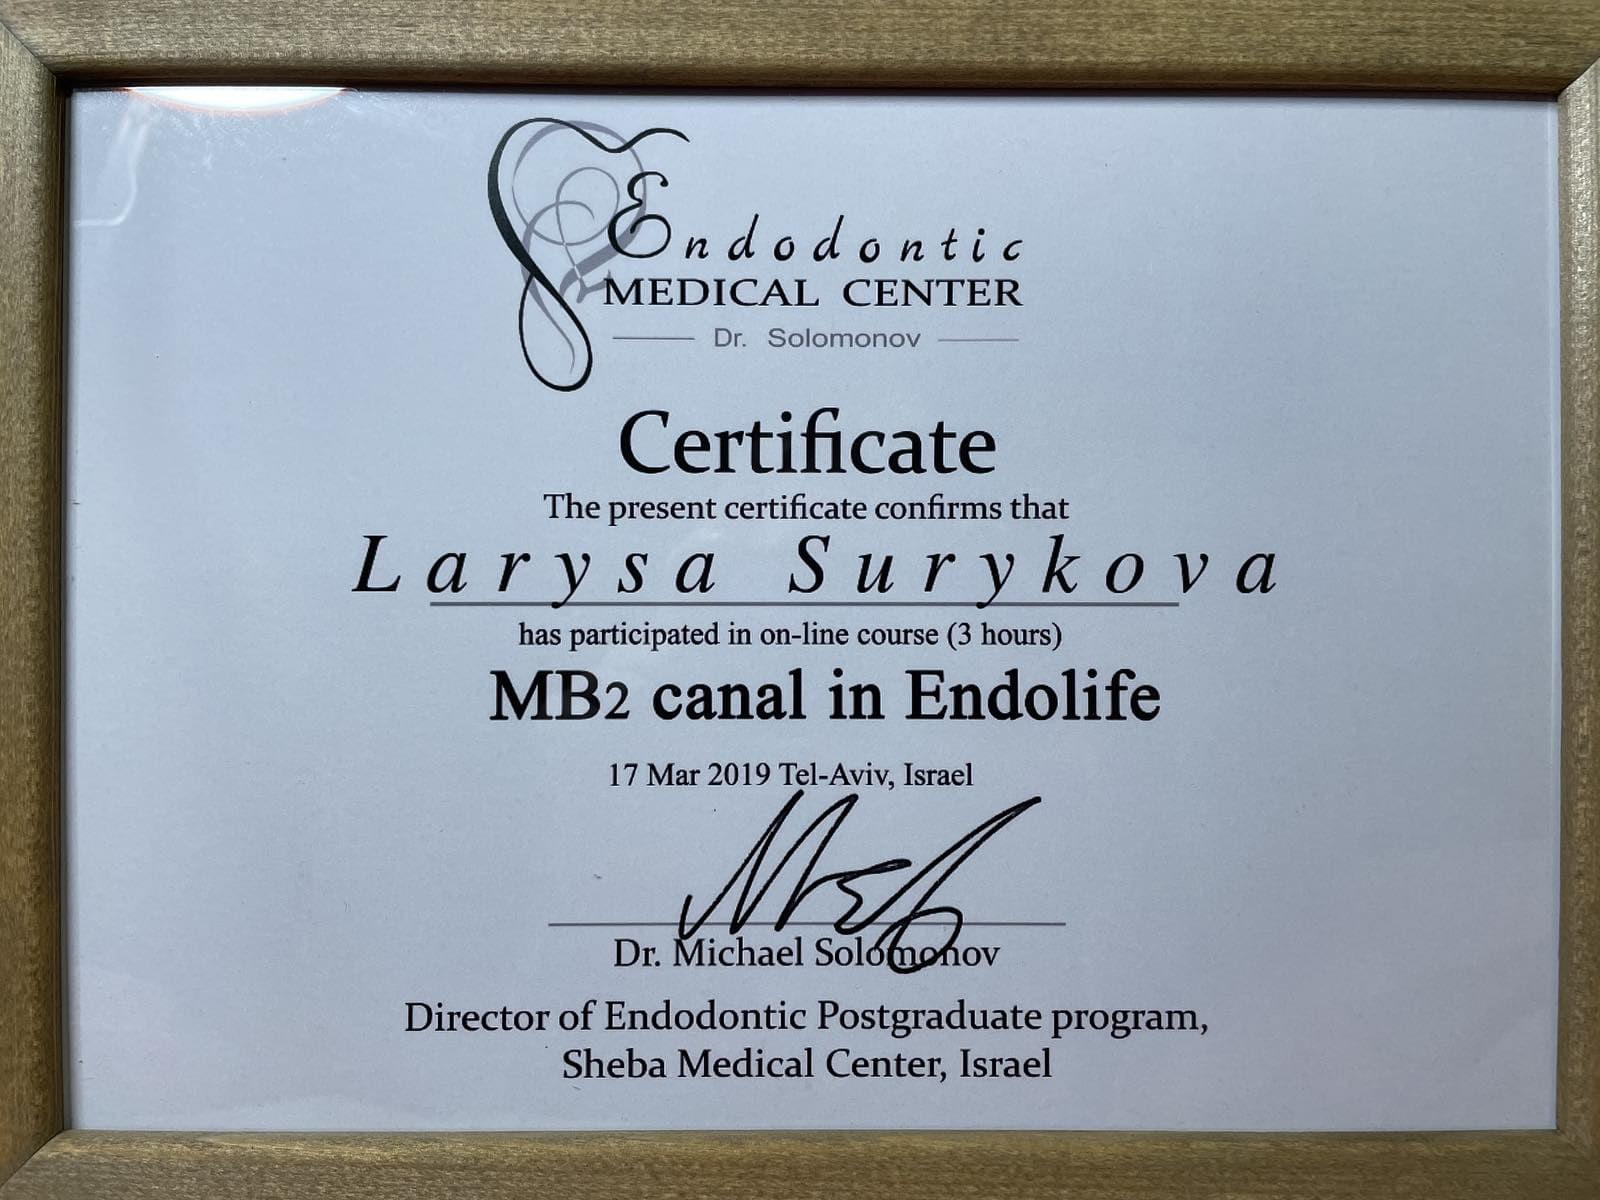 Endodontic
MEDICAL CENTER
Dr. Solomonov
Certificate
The present certificate confirms that
Larysa Surykova
has participated in on-line course (3 hours)
MB2 canal in Endolife
17 Mar 2019 Tel-Aviv, Israel
Dr. Michael Solomonov
Director of Endodontic Postgraduate program,
Sheba Medical Center, Israel